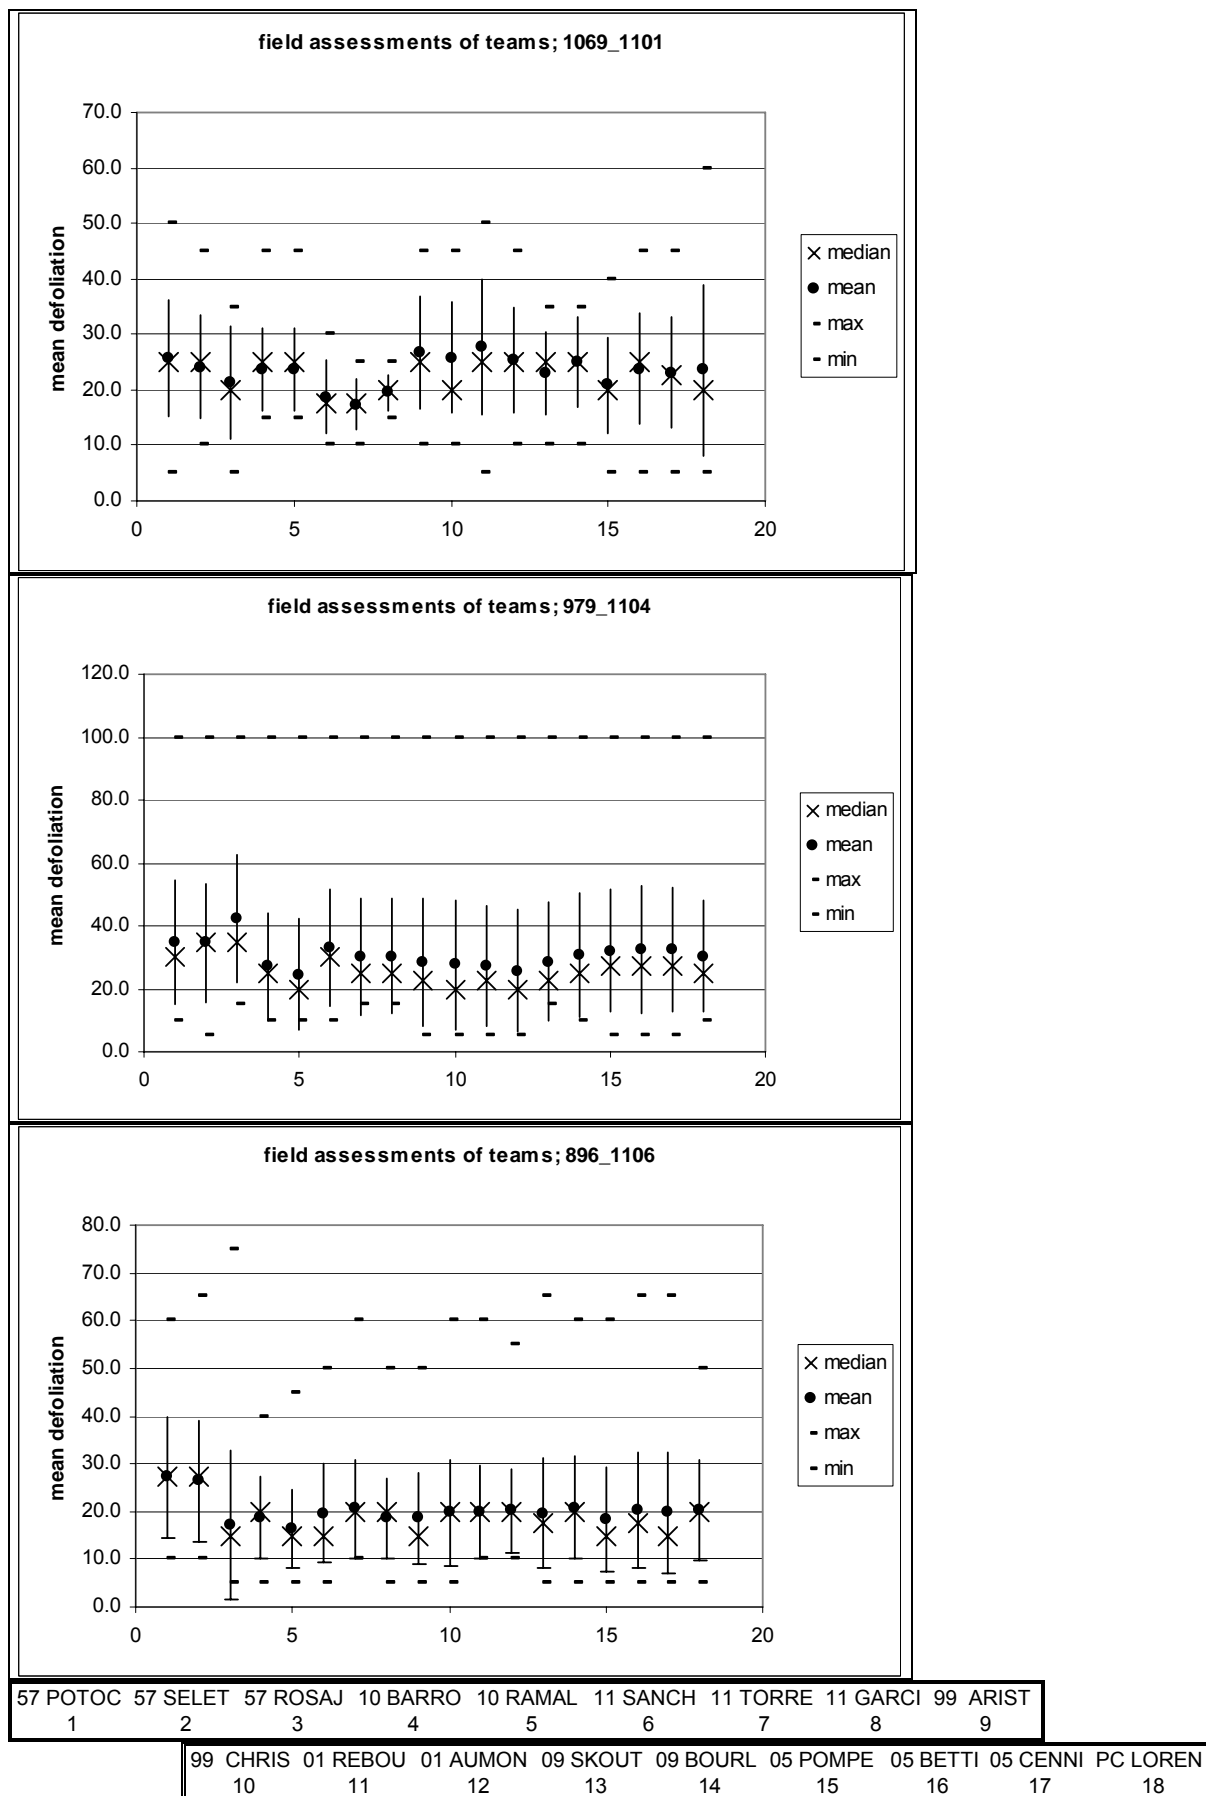 field assessments of teams; 1069_1101
70.0
60.0
50.0
40.0
30.0
20.0
10.0
0.0
mean defoliation
0 5 10 15 20
median
mean
max
min
field assessments of teams; 979_1104
120.0
100.0
80.0
60.0
40.0
20.0
0.0
mean defoliation
0 5 10 15 20
median
mean
max
min
field assessments of teams; 896_1106
80.0
70.0
60.0
50.0
40.0
30.0
20.0
10.0
0.0
mean defoliation
0 5 10 15 20
median
mean
max
min
57 POTOC 57 SELET 57 ROSAJ 10 BARRO 10 RAMAL 11 SANCH 11 TORRE 11 GARCI 99 ARIST
1 2 3 4 5 6 7 8 9
99 CHRIS 01 REBOU 01 AUMON 09 SKOUT 09 BOURL 05 POMPE 05 BETTI 05 CENNI PC LOREN
10 11 12 13 14 15 16 17 18